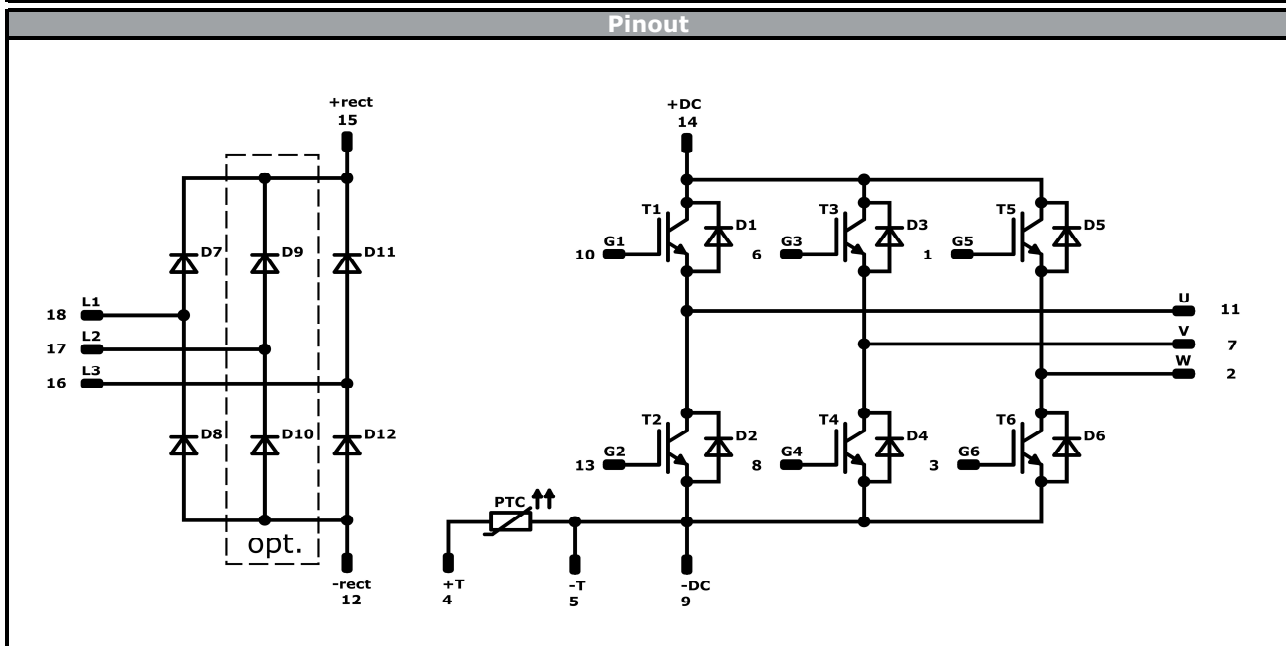 Pinout
+rect
15
+DC
14
T1
D1
T3
D3
T5
D5
10 G1
6 G3
1 G5
D7
D9
D11
18 L1
17 L2
16 L3
U 11
V 7
W 2
T2
D2
T4
D4
T6
D6
13 G2
8 G4
3 G6
D8
D10
D12
PTC
opt.
-rect
12
+T
4
-T
5
-DC
9